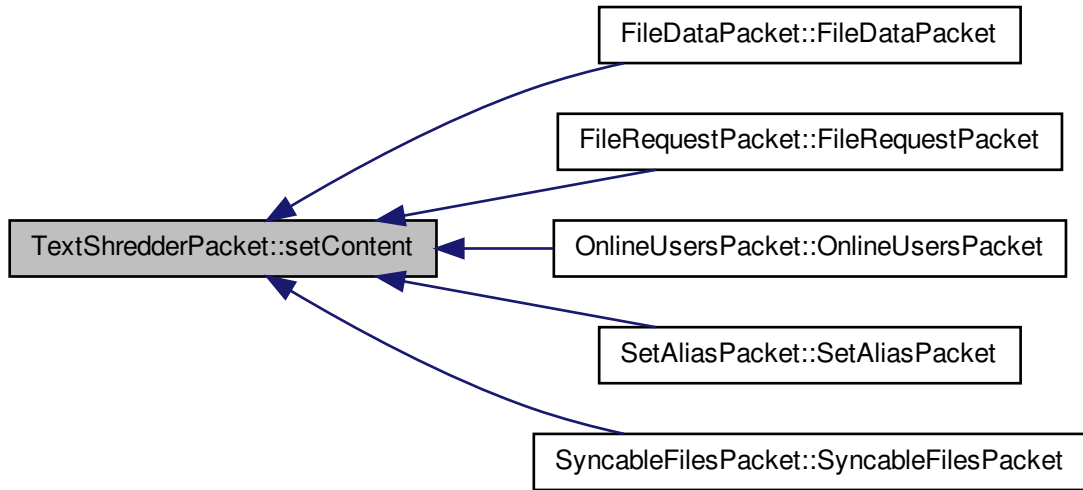 FileDataPacket::FileDataPacket
FileRequestPacket::FileRequestPacket
TextShredderPacket::setContent
OnlineUsersPacket::OnlineUsersPacket
SetAliasPacket::SetAliasPacket
SyncableFilesPacket::SyncableFilesPacket